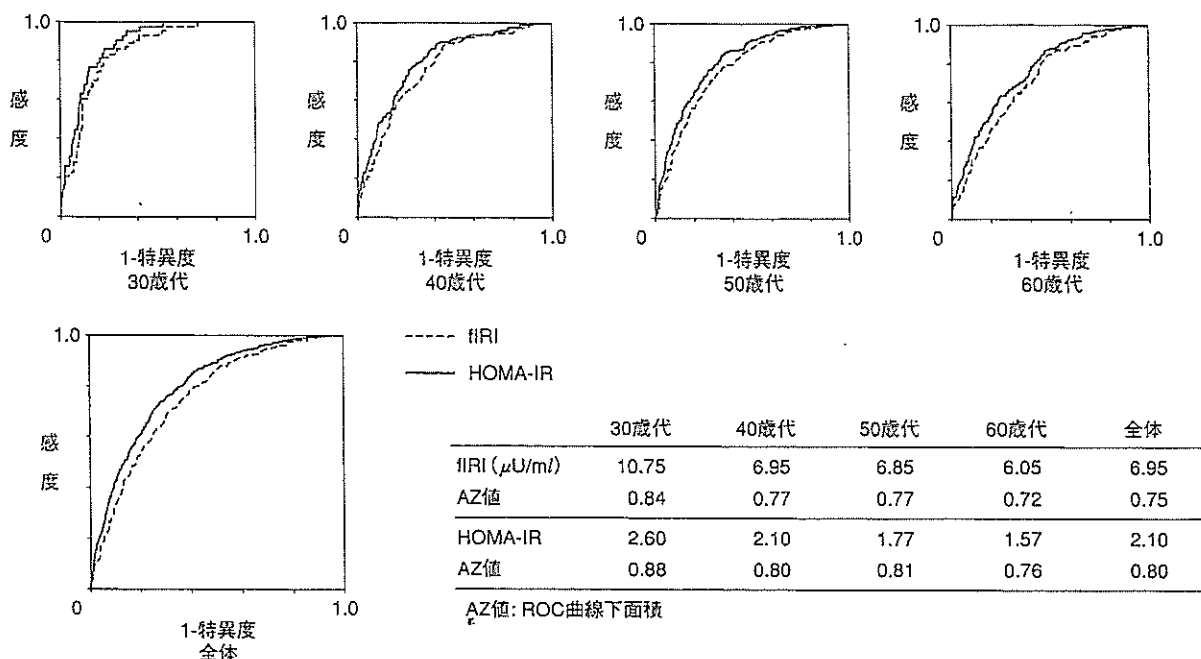 1.0
感
度
0
1.0
1-特異度
30歳代
1.0
感
度
0
1.0
1-特異度
40歳代
1.0
感
度
0
1.0
1-特異度
50歳代
1.0
感
度
0
1.0
1-特異度
60歳代
1.0
感
度
0
1.0
1-特異度
全体
fIRI
HOMA-IR
30歳代 40歳代 50歳代 60歳代 全体
fIRI (μU/ml) 10.75 6.95 6.85 6.05 6.95
AZ値 0.84 0.77 0.77 0.72 0.75
HOMA-IR 2.60 2.10 1.77 1.57 2.10
AZ値 0.88 0.80 0.81 0.76 0.80
AZ値: ROC曲線下面積